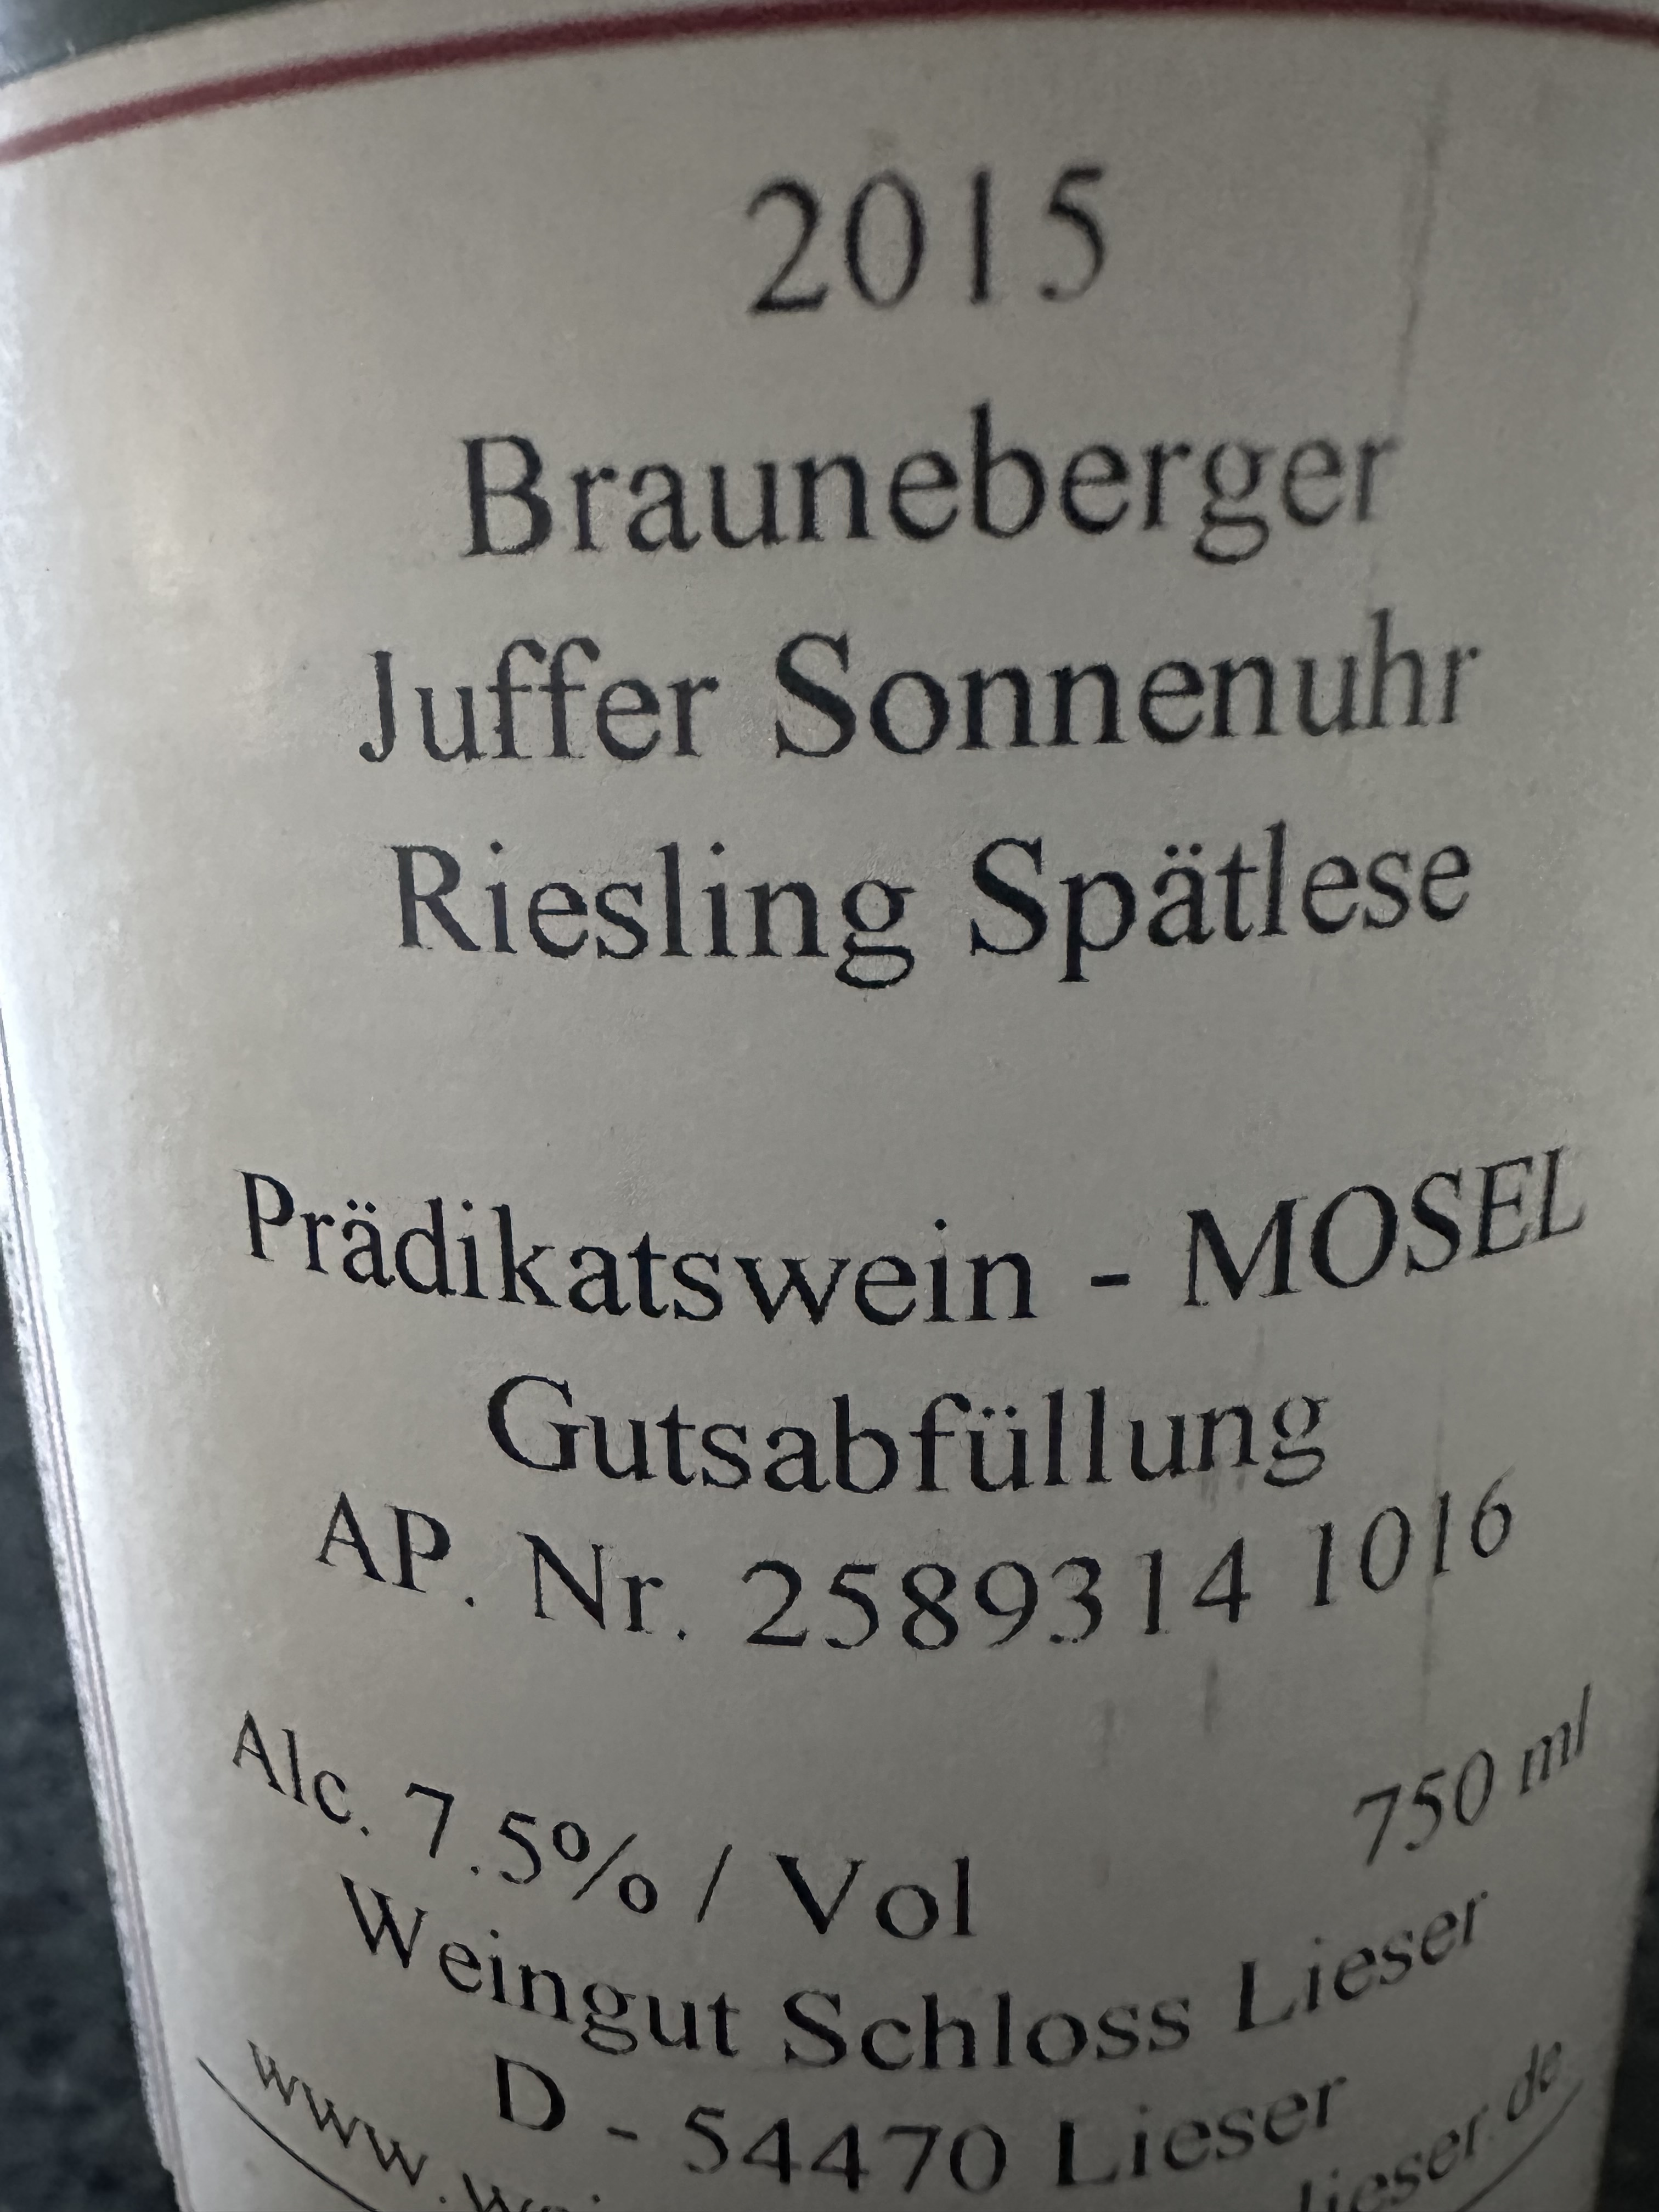 2015
Brauneberger
Juffer Sonnenuhr
Riesling Spätlese
Prädikatswein - MOSEL
Gutsabfüllung
AP. Nr. 2589314 1016
Alc. 7.5% / Vol 750 ml
Weingut Schloss Lieser
D - 54470 Lieser